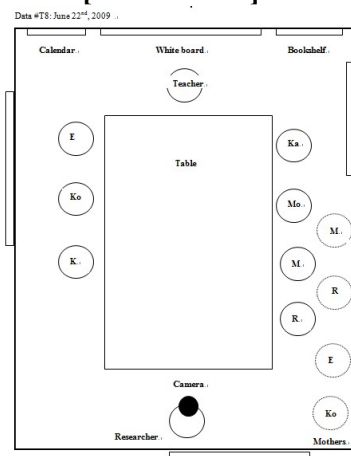 Data #T8: June 22nd, 2009
Calendar
White board
Bookshelf
Teacher
E
Ka
Table
Ko
Mo
M
K
M
R
R
E
Camera
Ko
Researcher
Mothers